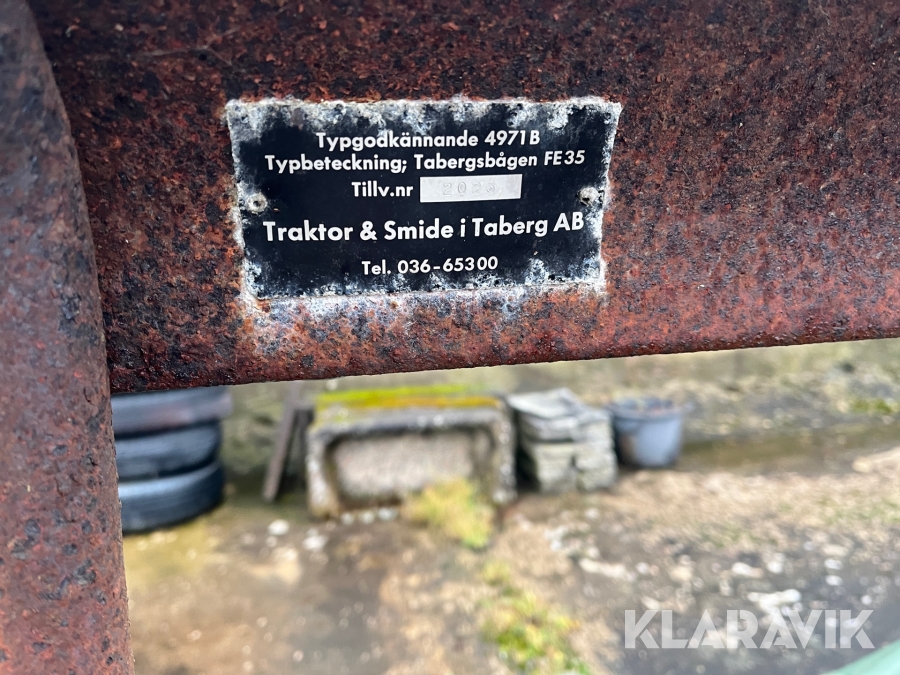 Typgodkännande 4971B
Typbeteckning; Tabergsbågen FE35
Tillv.nr
Traktor & Smide i Taberg AB
Tel. 036-65300
KLARAVIK